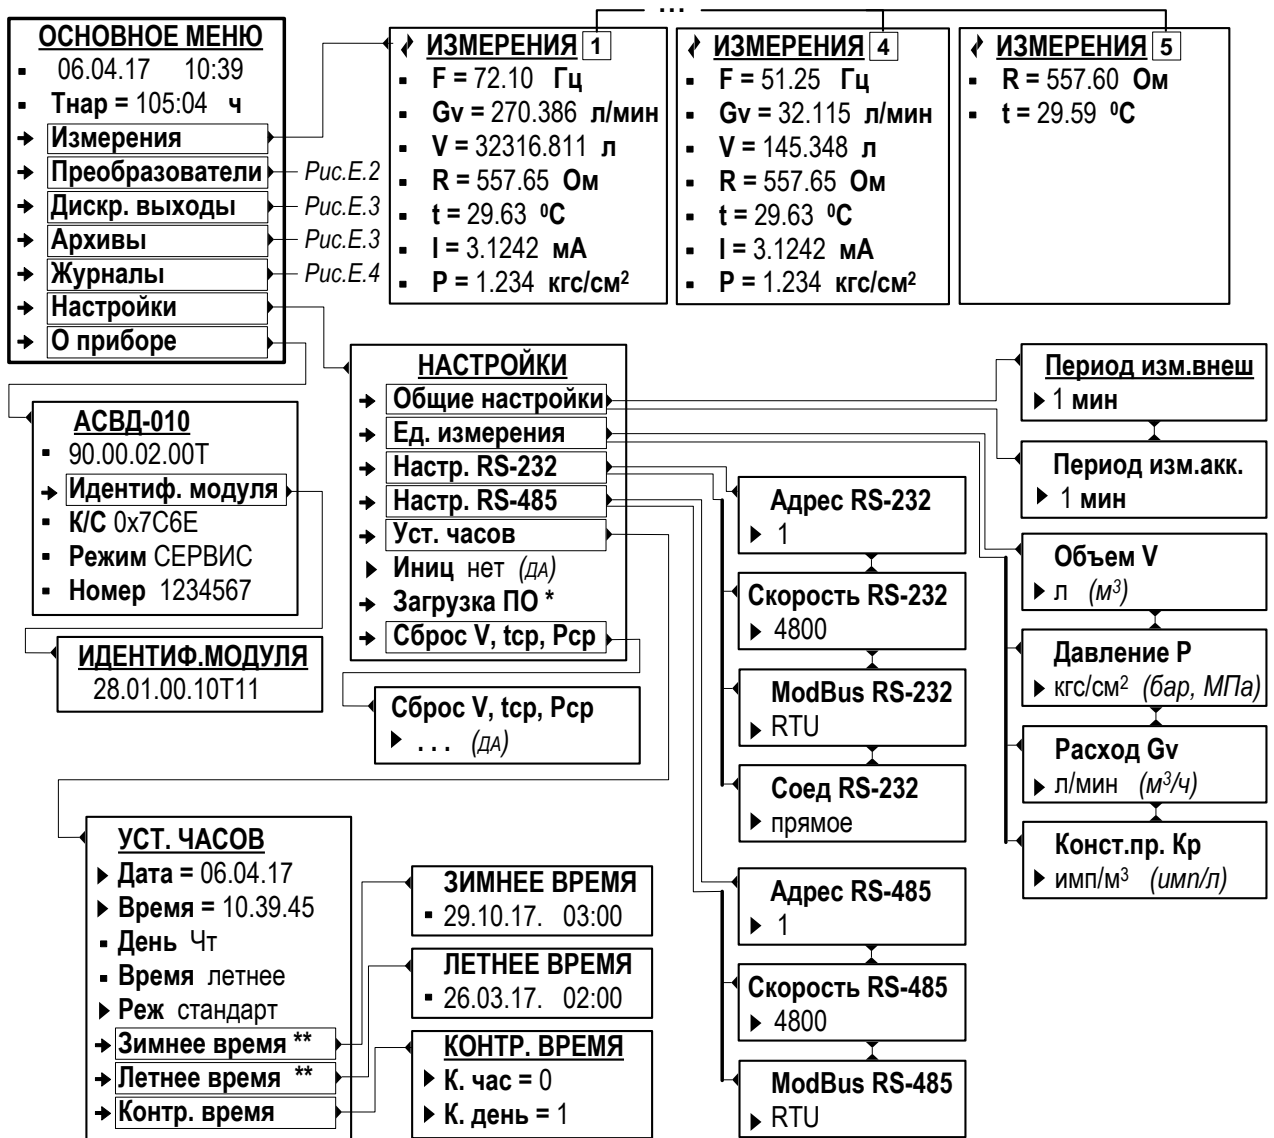 ОСНОВНОЕ МЕНЮ
06.04.17 10:39
Тнар = 105:04 ч
Измерения
Преобразователи
Дискр. выходы
Архивы
Журналы
Настройки
О приборе
Рис.Е.2
Рис.Е.3
Рис.Е.3
Рис.Е.4
...
ИЗМЕРЕНИЯ 1
F = 72.10 Гц
Gv = 270.386 л/мин
V = 32316.811 л
R = 557.65 Ом
t = 29.63 ⁰С
I = 3.1242 мА
P = 1.234 кгс/см²
ИЗМЕРЕНИЯ 4
F = 51.25 Гц
Gv = 32.115 л/мин
V = 145.348 л
R = 557.65 Ом
t = 29.63 ⁰С
I = 3.1242 мА
P = 1.234 кгс/см²
ИЗМЕРЕНИЯ 5
R = 557.60 Ом
t = 29.59 ⁰С
АСВД-010
90.00.02.00Т
Идентиф. модуля
К/С 0x7C6E
Режим СЕРВИС
Номер 1234567
ИДЕНТИФ.МОДУЛЯ
28.01.00.10Т11
НАСТРОЙКИ
Общие настройки
Ед. измерения
Настр. RS-232
Настр. RS-485
Уст. часов
Иниц нет (ДА)
Загрузка ПО *
Сброс V, tср, Рср
Сброс V, tср, Рср
. . . (ДА)
Период изм.внеш
1 мин
Период изм.акк.
1 мин
Объем V
л (м³)
Давление Р
кгс/см² (бар, МПа)
Расход Gv
л/мин (м³/ч)
Конст.пр. Кр
имп/м³ (имп/л)
Адрес RS-232
1
Скорость RS-232
4800
ModBus RS-232
RTU
Соед RS-232
прямое
Адрес RS-485
1
Скорость RS-485
4800
ModBus RS-485
RTU
УСТ. ЧАСОВ
Дата = 06.04.17
Время = 10.39.45
День Чт
Время летнее
Реж стандарт
Зимнее время **
Летнее время **
Контр. время
ЗИМНЕЕ ВРЕМЯ
29.10.17. 03:00
ЛЕТНЕЕ ВРЕМЯ
26.03.17. 02:00
КОНТР. ВРЕМЯ
К. час = 0
К. день = 1